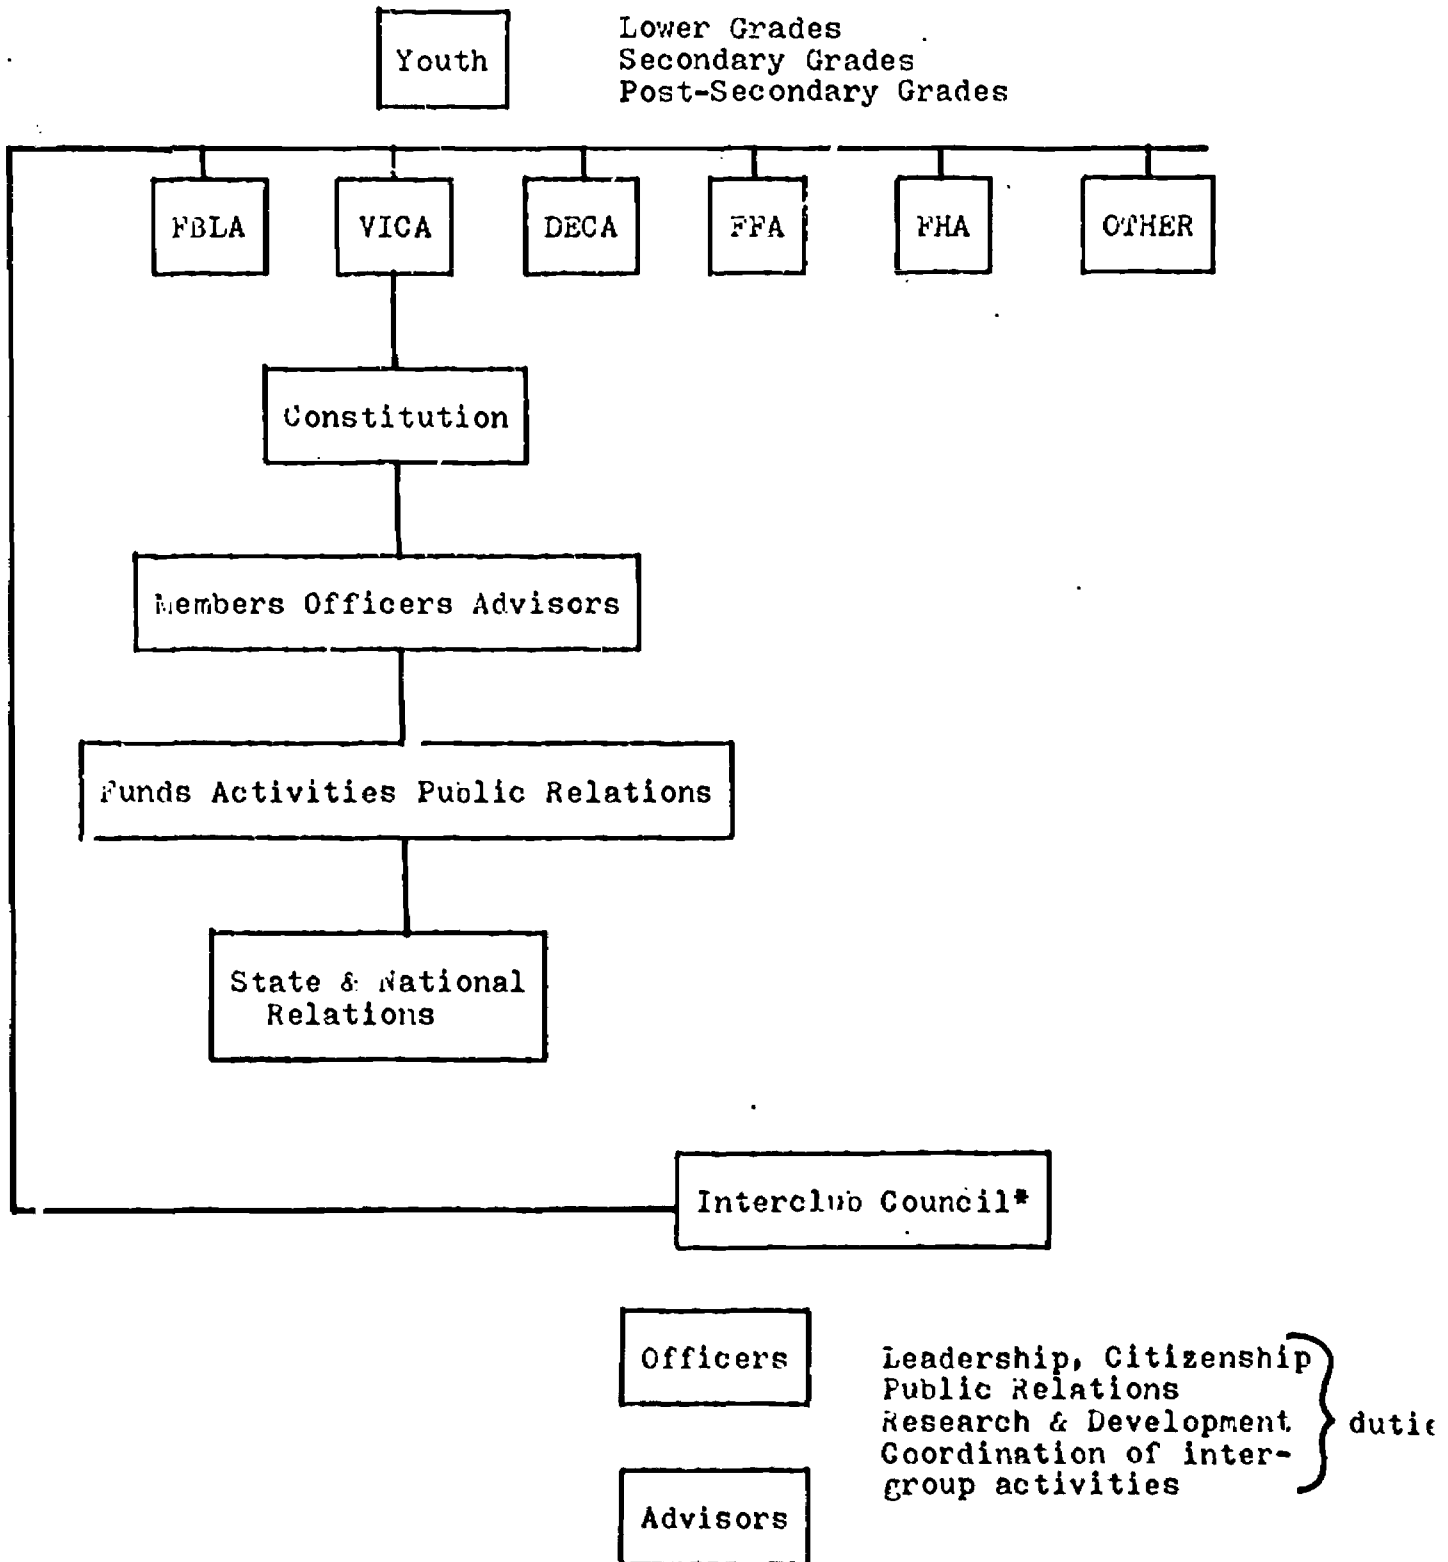 Youth
Lower Grades
Secondary Grades
Post-Secondary Grades
FBLA VICA DECA FFA FHA OTHER
Constitution
Members Officers Advisors
Funds Activities Public Relations
State & National
Relations
Interclub Council*
Officers
Leadership, Citizenship
Public Relations
Research & Development
Coordination of inter-
group activities
Advisors